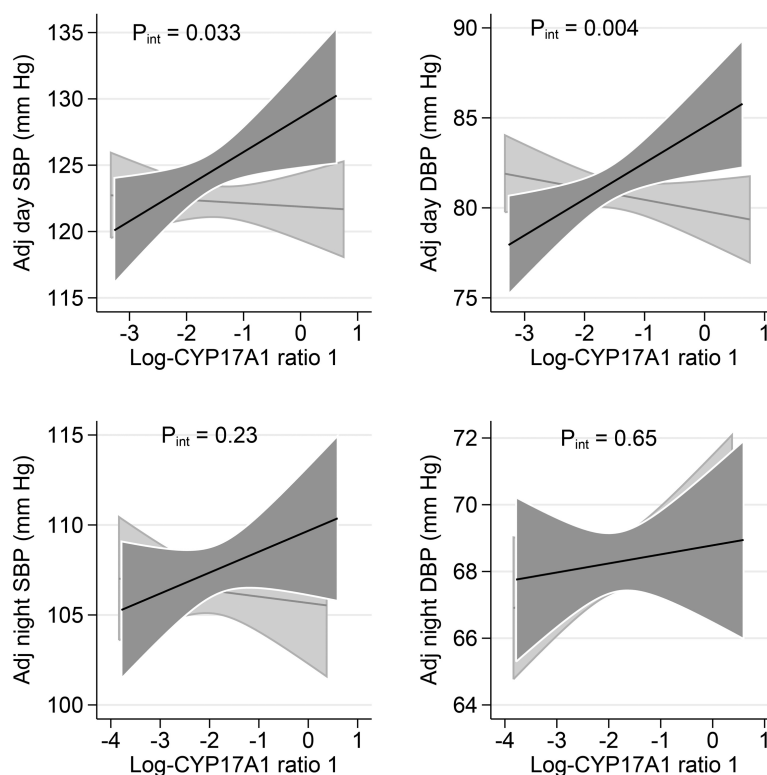 P_int = 0.033
Adj day SBP (mm Hg)
135
130
125
120
115
-3 -2 -1 0 1
Log-CYP17A1 ratio 1
P_int = 0.004
Adj day DBP (mm Hg)
90
85
80
75
-3 -2 -1 0 1
Log-CYP17A1 ratio 1
P_int = 0.23
Adj night SBP (mm Hg)
115
110
105
100
-4 -3 -2 -1 0 1
Log-CYP17A1 ratio 1
P_int = 0.65
Adj night DBP (mm Hg)
72
70
68
66
64
-4 -3 -2 -1 0 1
Log-CYP17A1 ratio 1